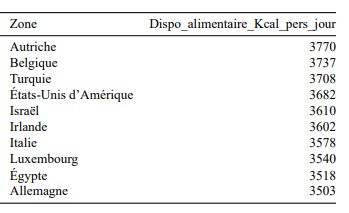 Zone Dispo_alimentaire_Kcal_pers_jour
Autriche 3770
Belgique 3737
Turquie 3708
États-Unis d’Amérique 3682
Israël 3610
Irlande 3602
Italie 3578
Luxembourg 3540
Égypte 3518
Allemagne 3503